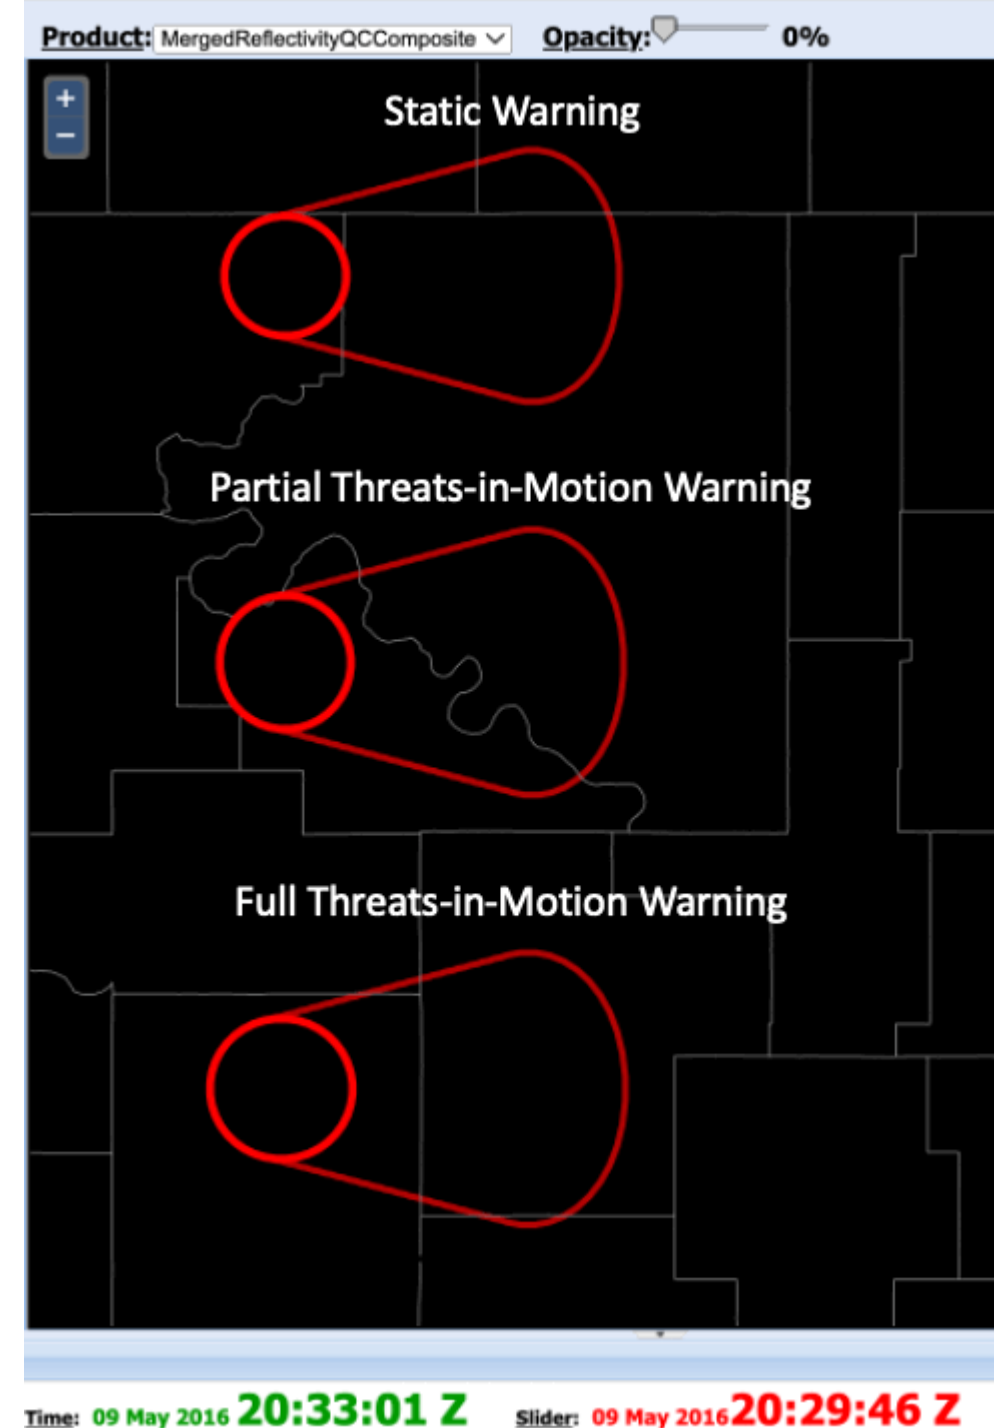 Product: MergedReflectivityQCComposite Opacity: 0%
+
−
Static Warning
Partial Threats-in-Motion Warning
Full Threats-in-Motion Warning
Time: 09 May 2016 20:33:01 Z Slider: 09 May 2016 20:29:46 Z